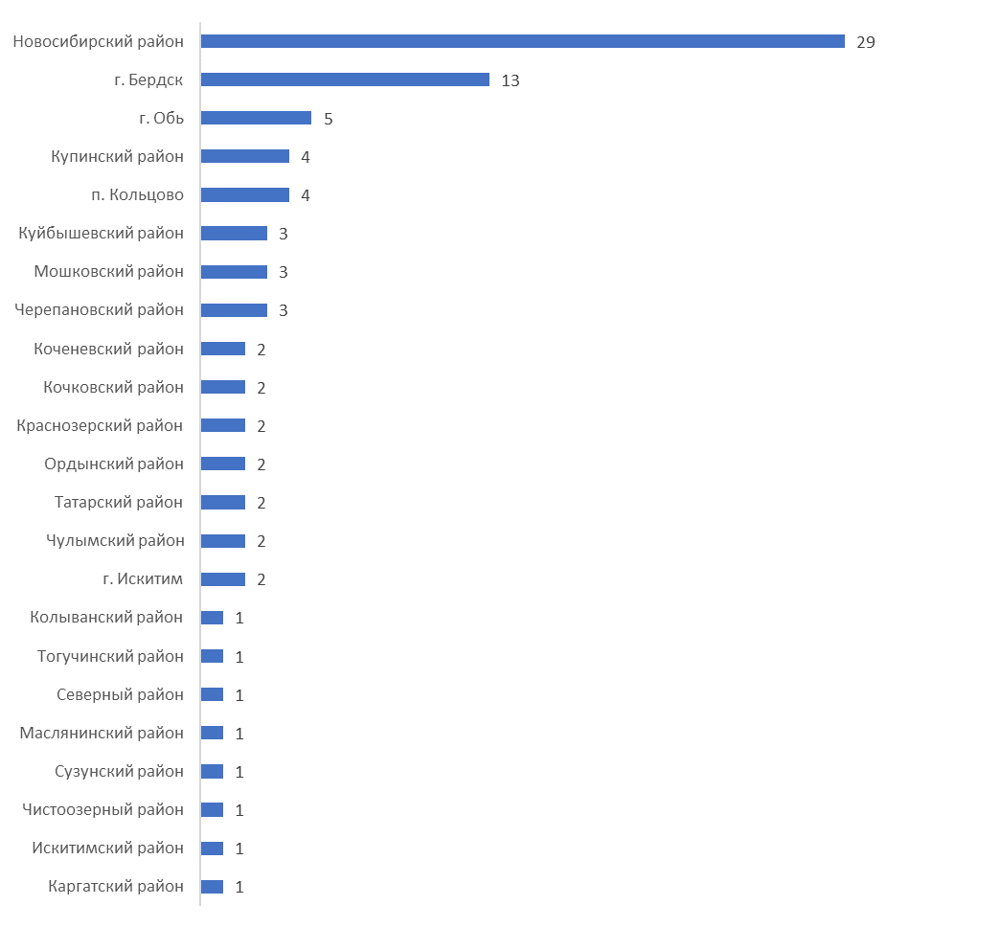 Новосибирский район 29
г. Бердск 13
г. Обь 5
Купинский район 4
п. Кольцово 4
Куйбышевский район 3
Мошковский район 3
Черепановский район 3
Коченевский район 2
Кочковский район 2
Краснозерский район 2
Ордынский район 2
Татарский район 2
Чулымский район 2
г. Искитим 2
Колыванский район 1
Тогучинский район 1
Северный район 1
Маслянинский район 1
Сузунский район 1
Чистоозерный район 1
Искитимский район 1
Каргатский район 1